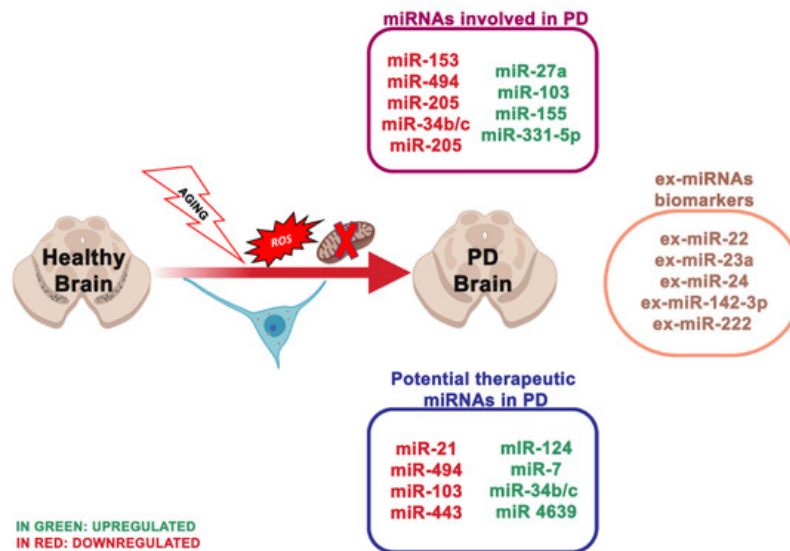 miRNAs involved in PD
miR-153
miR-494
miR-205
miR-34b/c
miR-205
miR-27a
miR-103
miR-155
miR-331-5p
AGING
ROS
Healthy
Brain
PD
Brain
ex-miRNAs
biomarkers
ex-miR-22
ex-miR-23a
ex-miR-24
ex-miR-142-3p
ex-miR-222
Potential therapeutic
miRNAs in PD
miR-21
miR-494
miR-103
miR-443
mIR-124
miR-7
miR-34b/c
miR 4639
IN GREEN: UPREGULATED
IN RED: DOWNREGULATED